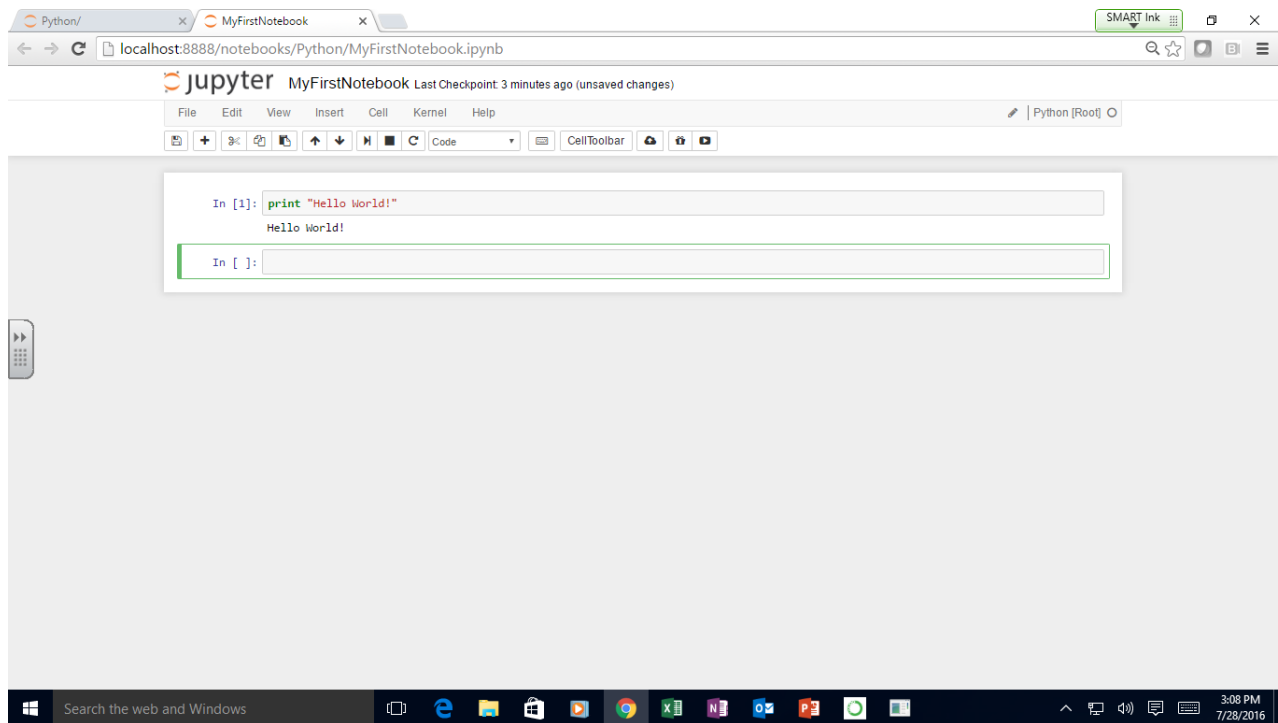 Python/ MyFirstNotebook SMART Ink
localhost:8888/notebooks/Python/MyFirstNotebook.ipynb
jupyter MyFirstNotebook Last Checkpoint: 3 minutes ago (unsaved changes)
File Edit View Insert Cell Kernel Help Python [Root]
Code CellToolbar
In [1]: print "Hello World!"
Hello World!
In [ ]:
Search the web and Windows
3:08 PM
7/28/2016